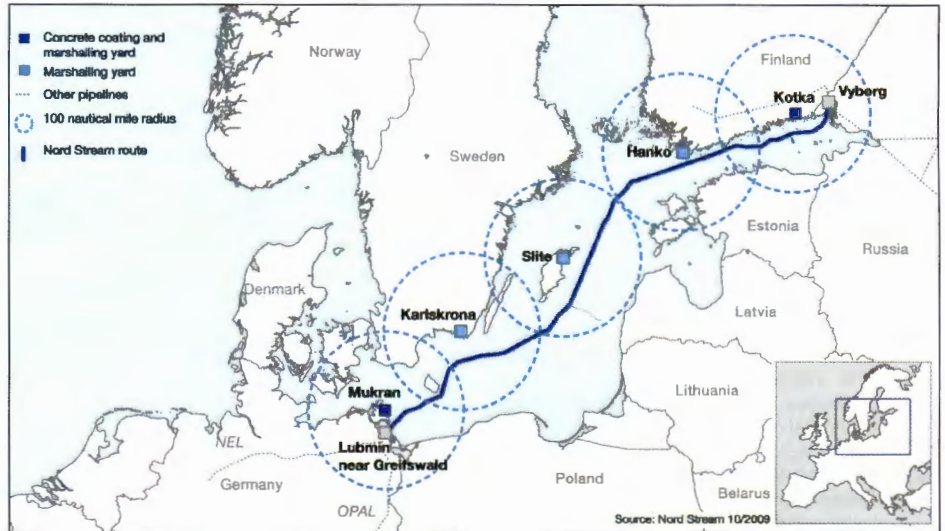 Concrete coating and
marshalling yard
Marshalling yard
Other pipelines
100 nautical mile radius
Nord Stream route
Norway
Finland
Kotka
Vyberg
Hanko
Sweden
Estonia
Russia
Slite
Denmark
Karlskrona
Latvia
Mukran
Lithuania
NEL
Lubmin
near Greifswald
Germany
Poland
OPAL
Belarus
Source: Nord Stream 10/2009